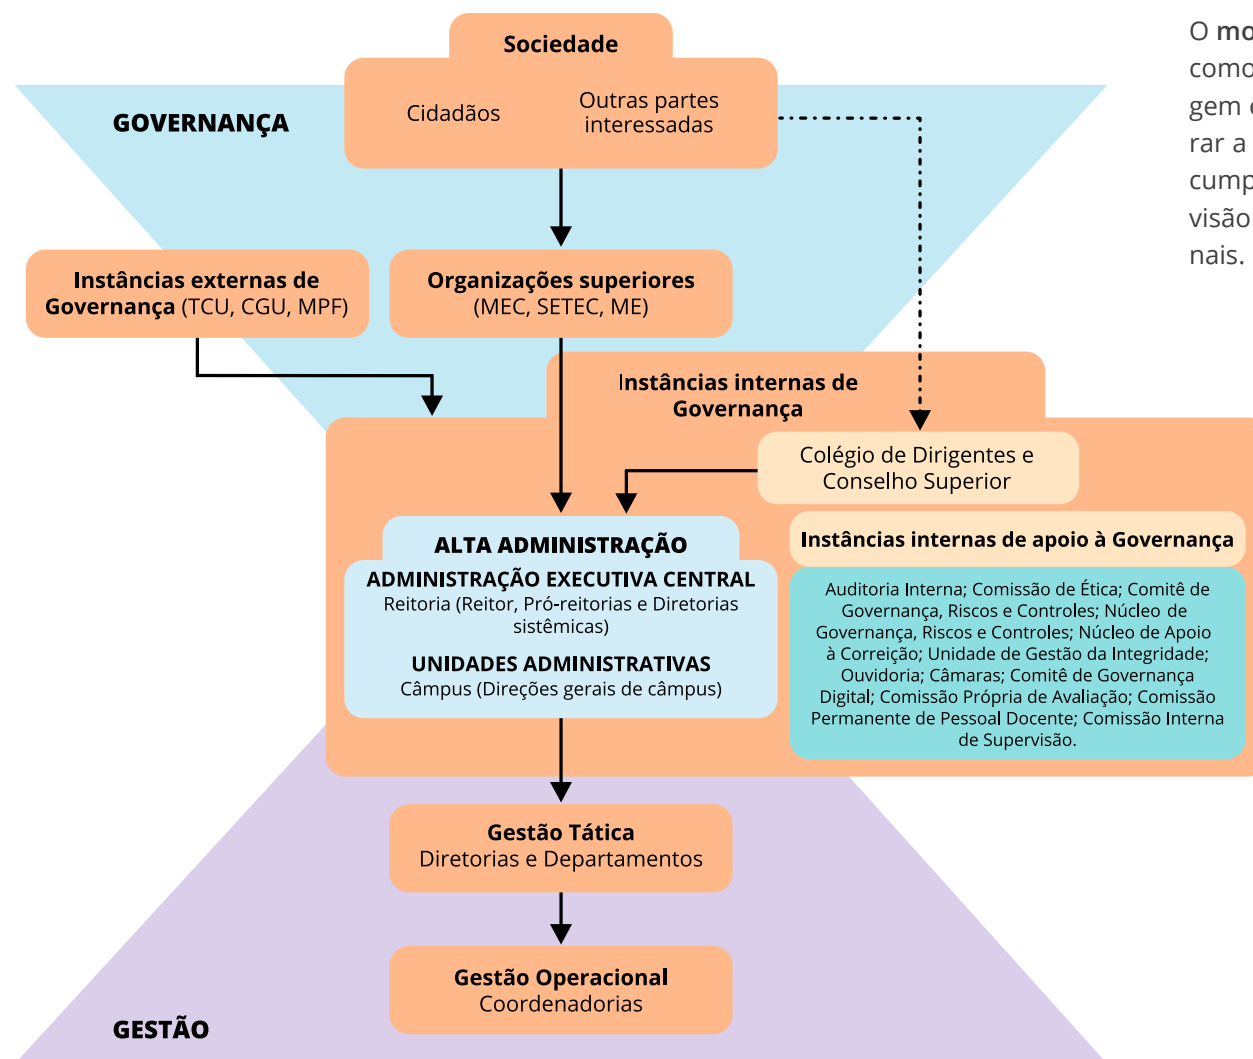 Sociedade
Cidadãos
Outras partes
interessadas
GOVERNANÇA
Instâncias externas de
Governança (TCU, CGU, MPF)
Organizações superiores
(MEC, SETEC, ME)
Instâncias internas de
Governança
Colégio de Dirigentes e
Conselho Superior
ALTA ADMINISTRAÇÃO
ADMINISTRAÇÃO EXECUTIVA CENTRAL
Reitoria (Reitor, Pró-reitorias e Diretorias
sistêmicas)
UNIDADES ADMINISTRATIVAS
Câmpus (Direções gerais de câmpus)
Instâncias internas de apoio à Governança
Auditoria Interna; Comissão de Ética; Comitê de
Governança, Riscos e Controles; Núcleo de
Governança, Riscos e Controles; Núcleo de Apoio
à Correição; Unidade de Gestão da Integridade;
Ouvidoria; Câmaras; Comitê de Governança
Digital; Comissão Própria de Avaliação; Comissão
Permanente de Pessoal Docente; Comissão Interna
de Supervisão.
Gestão Tática
Diretorias e Departamentos
Gestão Operacional
Coordenadorias
GESTÃO
O
como
rar a
visão
nais.